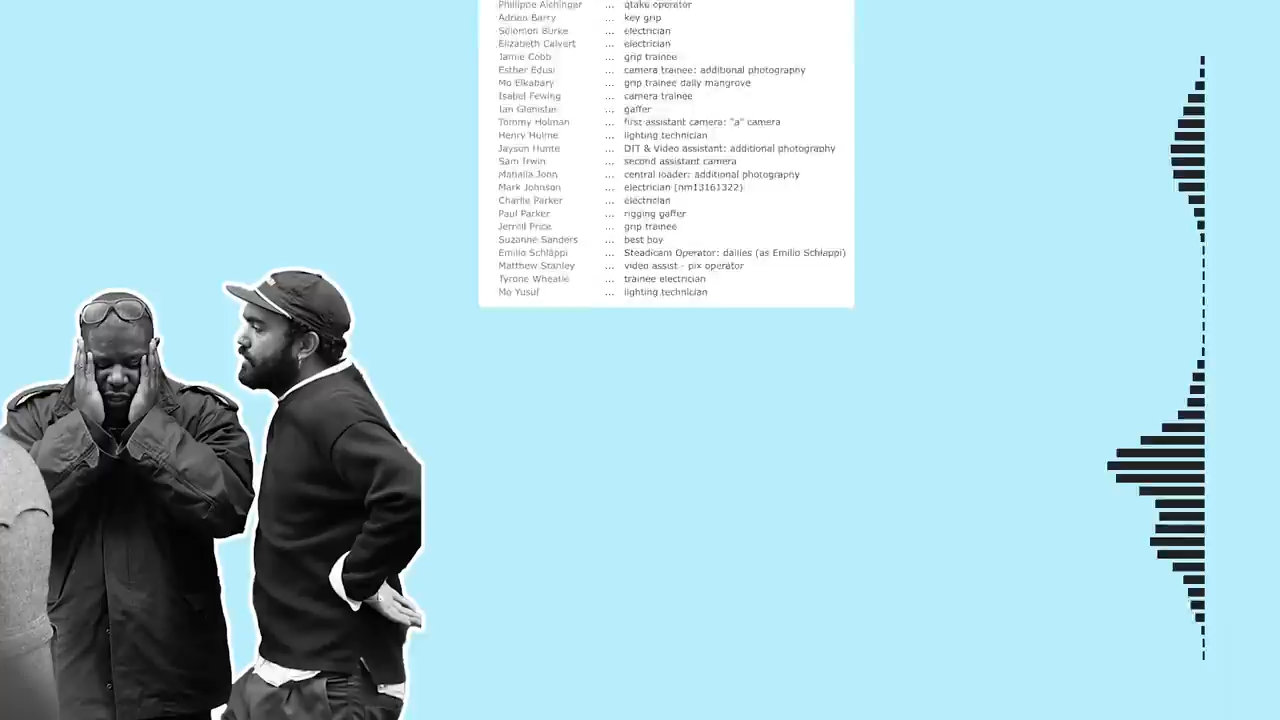 Philippe Aichinger ... qtake operator
Adrian Barry ... key grip
Solomon Burke ... electrician
Elizabeth Calvert ... electrician
Jamie Cobb ... grip trainee
Esther Edusi ... camera trainee: additional photography
Mo Elkabary ... grip trainee daily mangrove
Isabel Fewing ... camera trainee
Ian Glenister ... gaffer
Tommy Holman ... first assistant camera: "a" camera
Henry Hulme ... lighting technician
Jayson Hunte ... DIT & Video assistant: additional photography
Sam Irwin ... second assistant camera
Mahalia John ... central loader: additional photography
Mark Johnson ... electrician (nm13161322)
Charlie Parker ... electrician
Paul Parker ... rigging gaffer
Jerrell Price ... grip trainee
Suzanne Sanders ... best boy
Emilio Schläppi ... Steadicam Operator: dailies (as Emilio Schlappi)
Matthew Stanley ... video assist - pix operator
Tyrone Wheatle ... trainee electrician
Mo Yusuf ... lighting technician